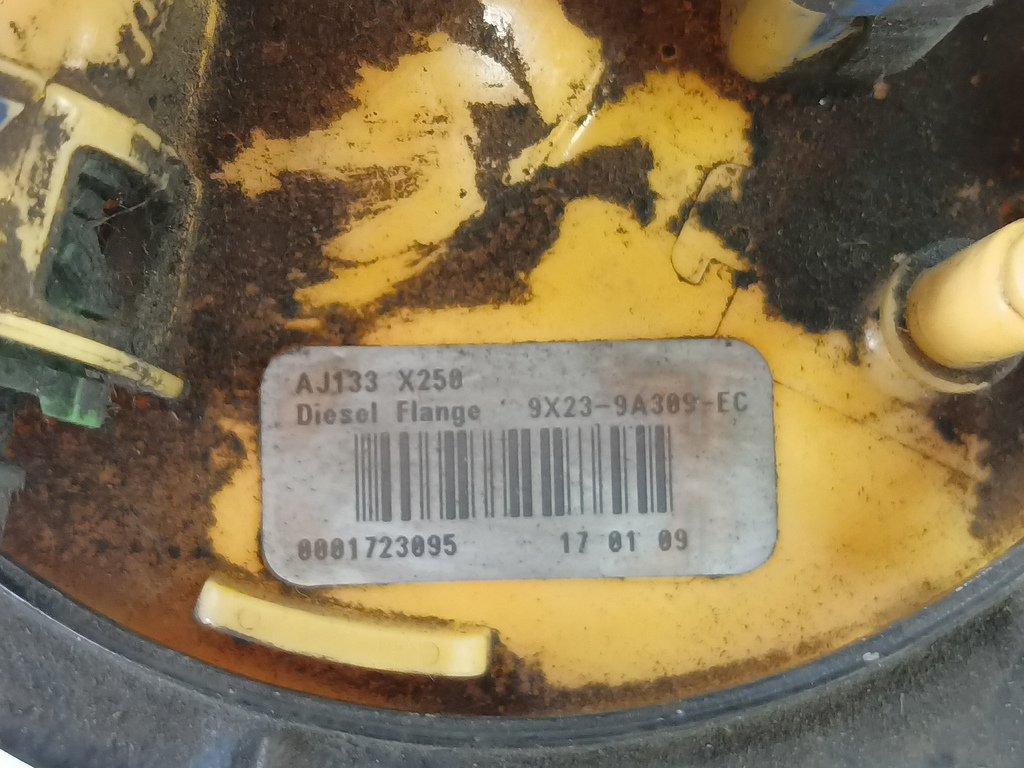 AJ133 X250
Diesel Flange 9X23-9A309-EC
0001723095 17 01 09